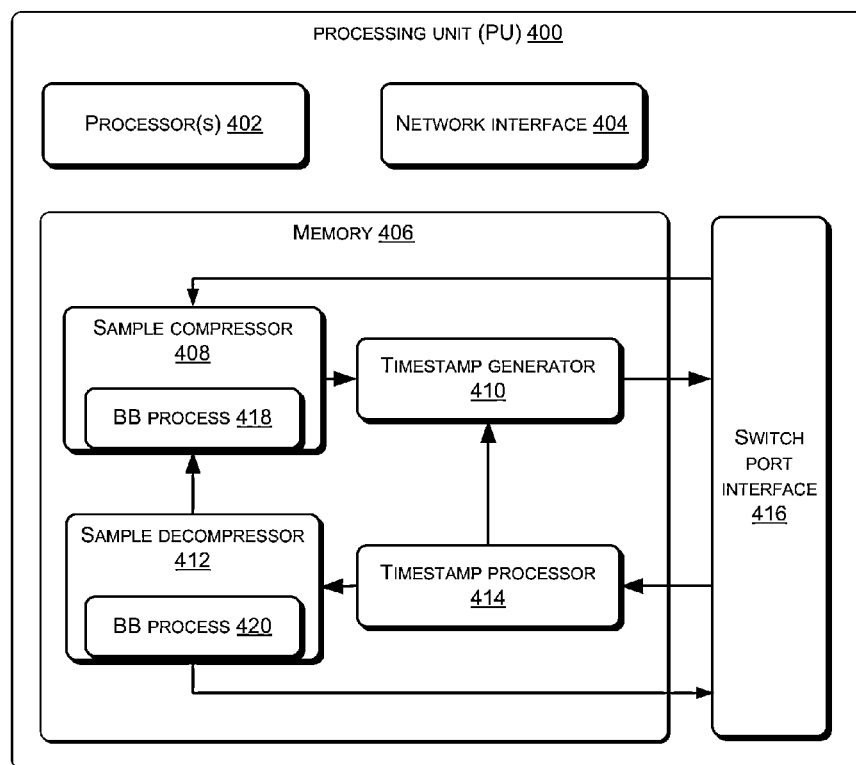 PROCESSING UNIT (PU) 400
PROCESSOR(S) 402
NETWORK INTERFACE 404
MEMORY 406
SAMPLE COMPRESSOR
408
BB PROCESS 418
TIMESTAMP GENERATOR
410
SWITCH
PORT
INTERFACE
416
SAMPLE DECOMPRESSOR
412
BB PROCESS 420
TIMESTAMP PROCESSOR
414